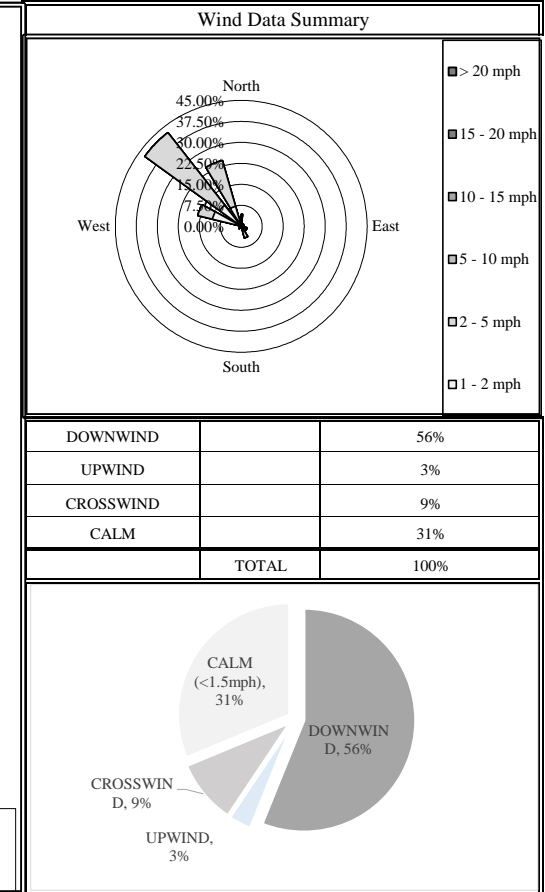 Wind Data Summary
North
45.00%
37.50%
30.00%
22.50%
15.00%
7.50%
0.00%
West
East
South
> 20 mph
15 - 20 mph
10 - 15 mph
5 - 10 mph
2 - 5 mph
1 - 2 mph
DOWNWIND 56%
UPWIND 3%
CROSSWIND 9%
CALM 31%
TOTAL 100%
CALM
(<1.5mph),
31%
DOWNWIN
D, 56%
CROSSWIN
D, 9%
UPWIND,
3%